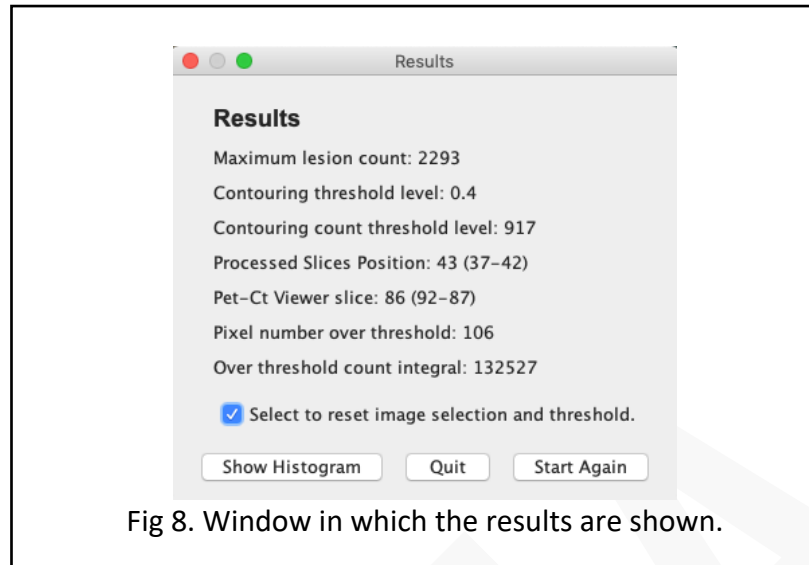 Results
Results
Maximum lesion count: 2293
Contouring threshold level: 0.4
Contouring count threshold level: 917
Processed Slices Position: 43 (37-42)
Pet-Ct Viewer slice: 86 (92-87)
Pixel number over threshold: 106
Over threshold count integral: 132527
Select to reset image selection and threshold.
Show Histogram Quit Start Again
Fig 8. Window in which the results are shown.